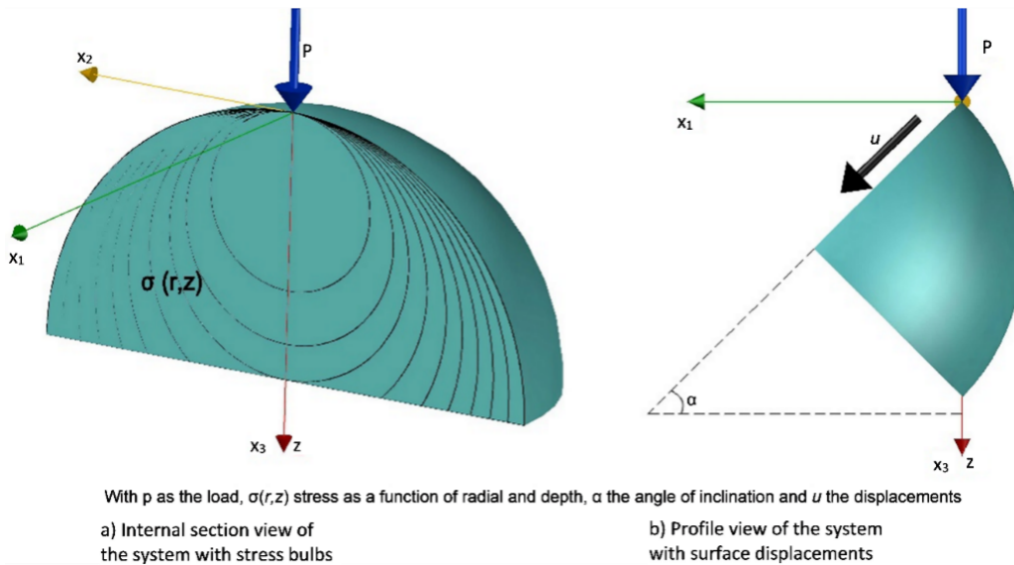 P
x₂
x₁
σ (r,z)
x₃ z
P
x₁
u
α
x₃ z
With p as the load, σ(r,z) stress as a function of radial and depth, α the angle of inclination and u the displacements
a) Internal section view of
the system with stress bulbs
b) Profile view of the system
with surface displacements